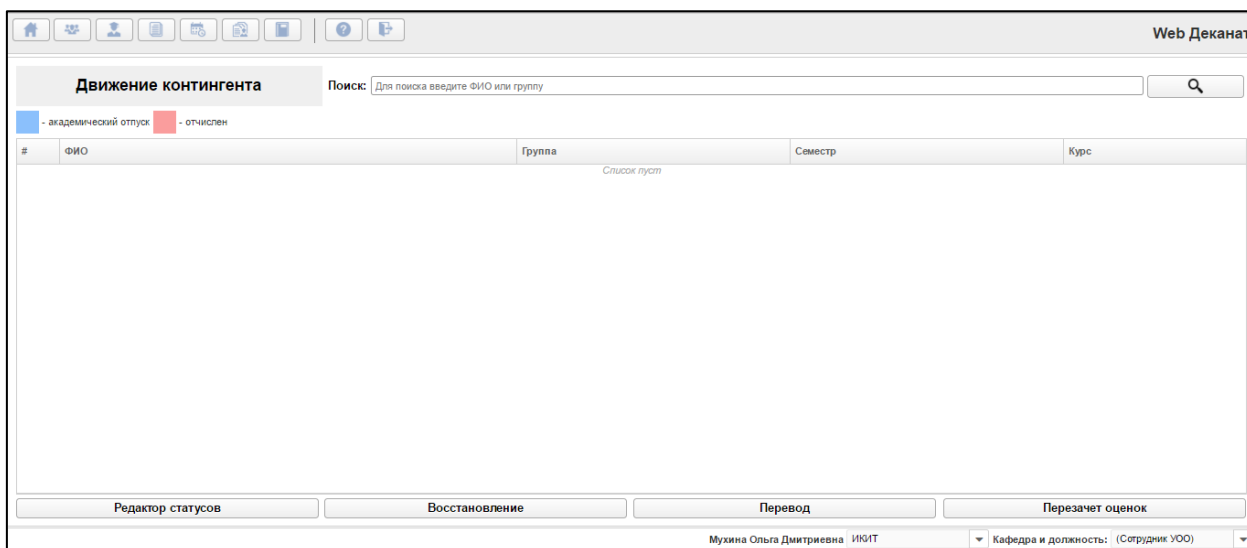 Web Деканат
Движение контингента
Поиск: Для поиска введите ФИО или группу
- академический отпуск - отчислен
# ФИО Группа Семестр Курс
Список пуст
Редактор статусов Восстановление Перевод Перезачет оценок
Мухина Ольга Дмитриевна ИКИТ Кафедра и должность: (Сотрудник УОО)